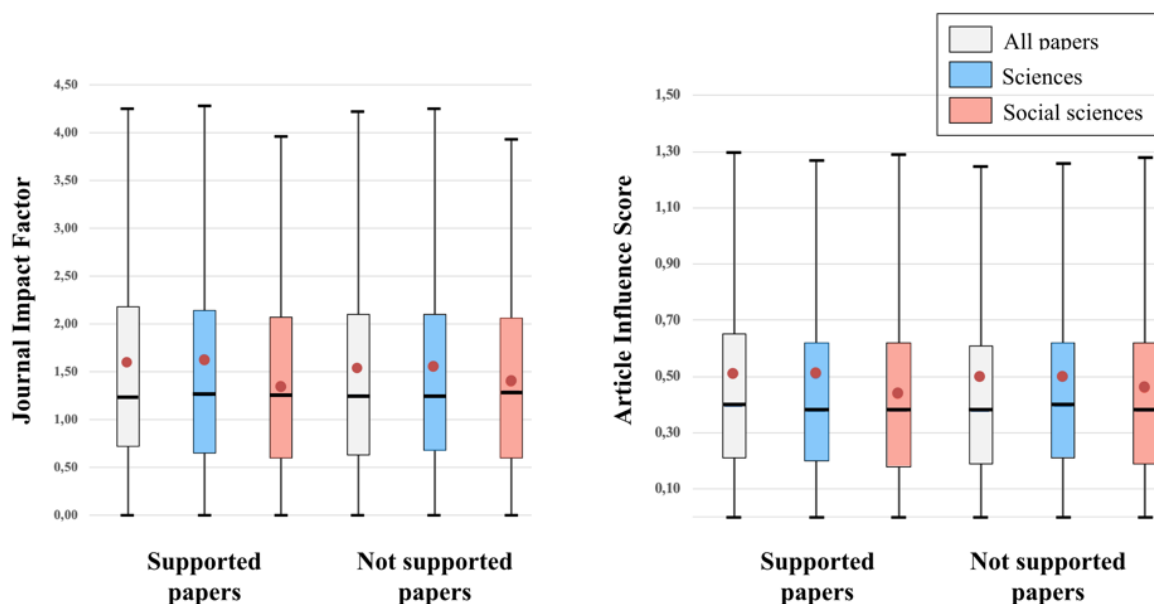 All papers
Sciences
Social sciences
Journal Impact Factor
4,50
4,00
3,50
3,00
2,50
2,00
1,50
1,00
0,50
0,00
Supported
papers
Not supported
papers
Article Influence Score
1,50
1,30
1,10
0,90
0,70
0,50
0,30
0,10
Supported
papers
Not supported
papers